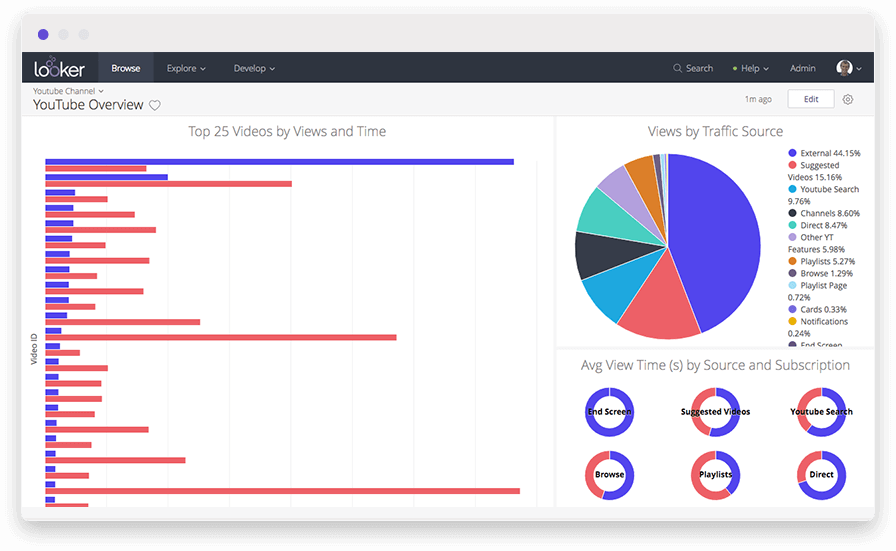 looker
Browse
Explore
Develop
Search
Help
Admin
Youtube Channel
YouTube Overview
1m ago
Edit
Top 25 Videos by Views and Time
Video ID
Views by Traffic Source
External 44.15%
Suggested
Videos 15.16%
Youtube Search
9.76%
Channels 8.60%
Direct 8.47%
Other YT
Features 5.98%
Playlists 5.27%
Browse 1.29%
Playlist Page
0.72%
Cards 0.33%
Notifications
0.24%
End Screen
Avg View Time (s) by Source and Subscription
End Screen
Suggested Videos
Youtube Search
Browse
Playlists
Direct